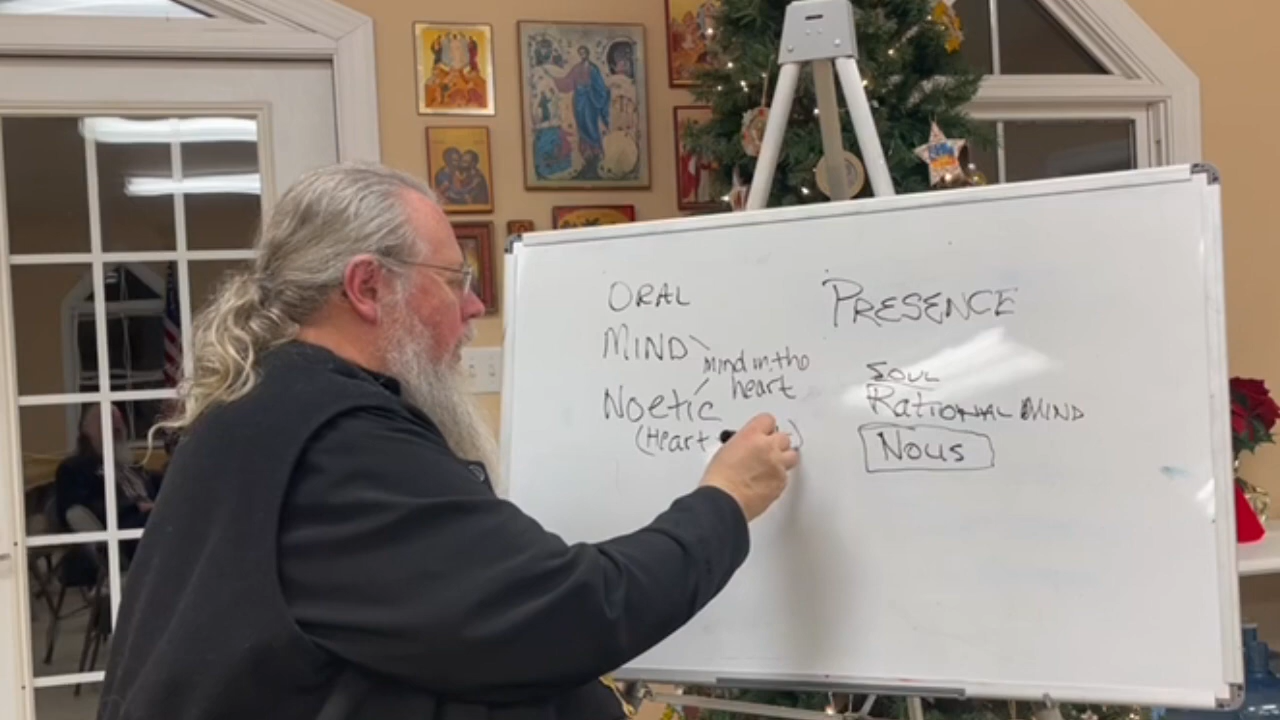 ORAL
MIND
mind in the
heart
Noetic
(Heart
PRESENCE
SOUL
RATIONAL MIND
Nous